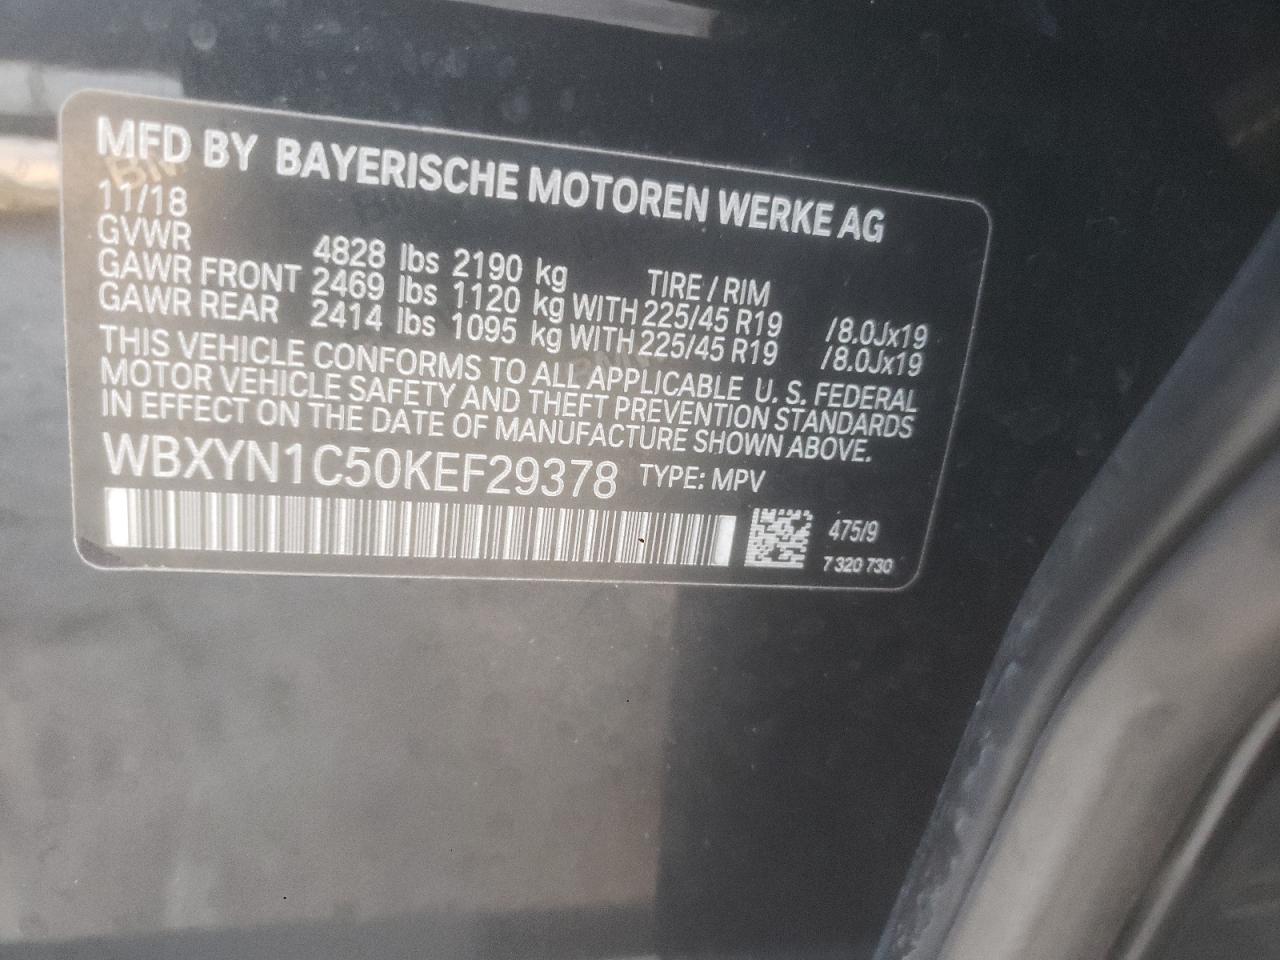 MFD BY BAYERISCHE MOTOREN WERKE AG
11/18
GVWR 4828 lbs 2190 kg TIRE / RIM
GAWR FRONT 2469 lbs 1120 kg WITH 225/45 R19 /8.0Jx19
GAWR REAR 2414 lbs 1095 kg WITH 225/45 R19 /8.0Jx19
THIS VEHICLE CONFORMS TO ALL APPLICABLE U. S. FEDERAL
MOTOR VEHICLE SAFETY AND THEFT PREVENTION STANDARDS
IN EFFECT ON THE DATE OF MANUFACTURE SHOWN ABOVE.
WBXYN1C50KEF29378 TYPE: MPV
475/9
7 320 730